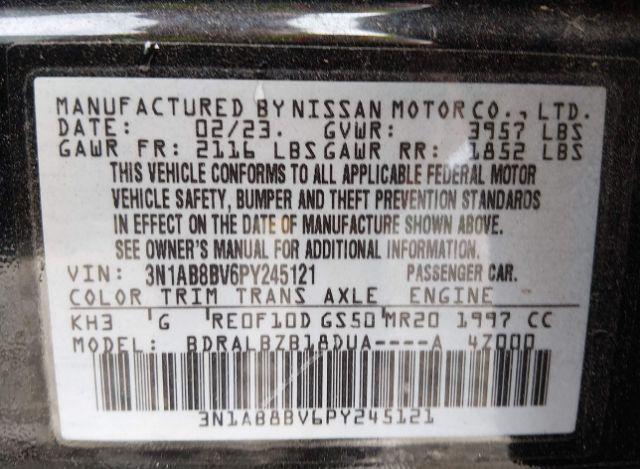 MANUFACTURED BY NISSAN MOTOR CO., LTD.
DATE: 02/23. GVWR: 3957 LBS
GAWR FR: 2116 LBS GAWR RR: 1852 LBS
THIS VEHICLE CONFORMS TO ALL APPLICABLE FEDERAL MOTOR
VEHICLE SAFETY, BUMPER AND THEFT PREVENTION STANDARDS
IN EFFECT ON THE DATE OF MANUFACTURE SHOWN ABOVE.
SEE OWNER'S MANUAL FOR ADDITIONAL INFORMATION.
VIN: 3N1AB8BV6PY245121 PASSENGER CAR.
COLOR TRIM TRANS AXLE ENGINE
KH3 G RE0F10D GS50 MR20 1997 CC
MODEL: BDRALBZB18DUA----A 4Z000
3N1AB8BV6PY245121